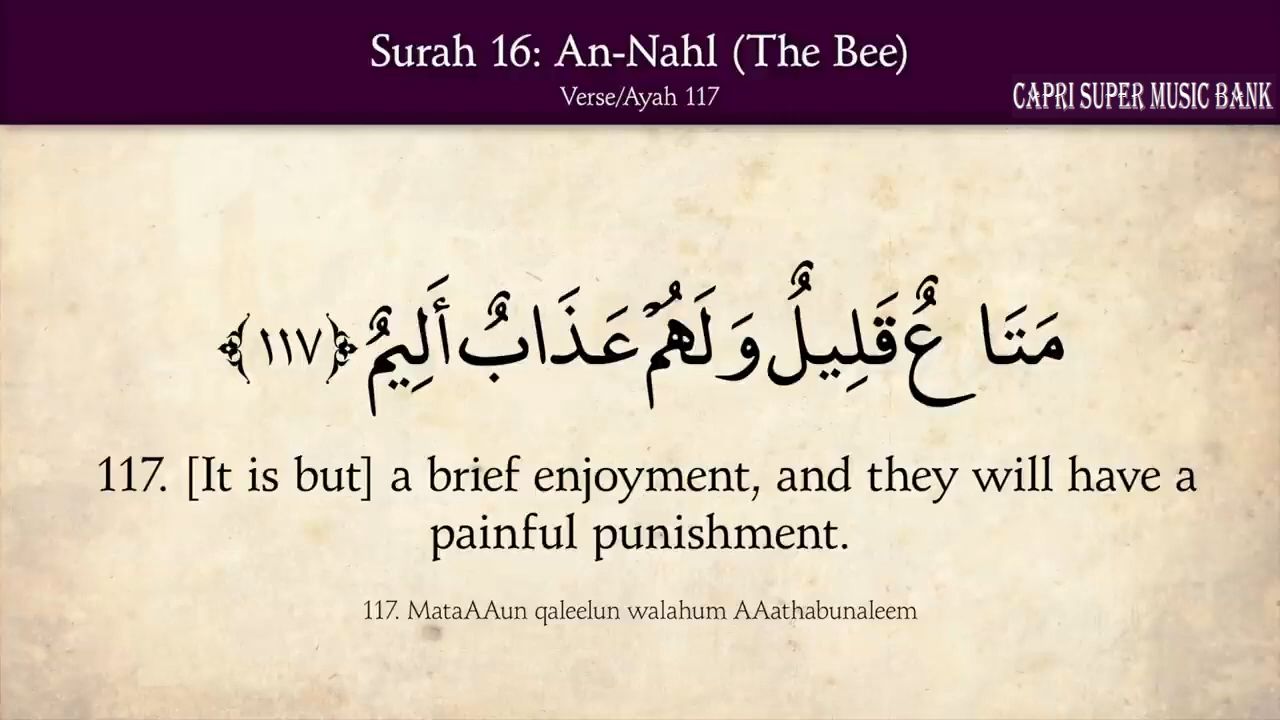 Surah 16: An-Nahl (The Bee)
Verse/Ayah 117
CAPRI SUPER MUSIC BANK
مَتَاعٌ قَلِيلٌ وَلَهُمْ عَذَابٌ أَلِيمٌ ﴿١١٧﴾
117. [It is but] a brief enjoyment, and they will have a
painful punishment.
117. MataAAun qaleelun walahum AAathabunaleem